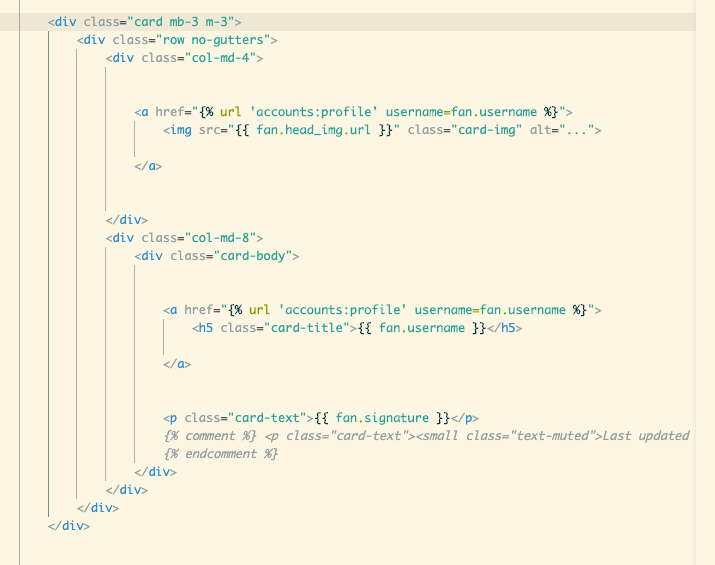 <div class="card mb-3 m-3">
<div class="row no-gutters">
<div class="col-md-4">
<a href="{% url 'accounts:profile' username=fan.username %}">
<img src="{{ fan.head_img.url }}" class="card-img" alt="...">
</a>
</div>
<div class="col-md-8">
<div class="card-body">
<a href="{% url 'accounts:profile' username=fan.username %}">
<h5 class="card-title">{{ fan.username }}</h5>
</a>
<p class="card-text">{{ fan.signature }}</p>
{% comment %} <p class="card-text"><small class="text-muted">Last updated
{% endcomment %}
</div>
</div>
</div>
</div>